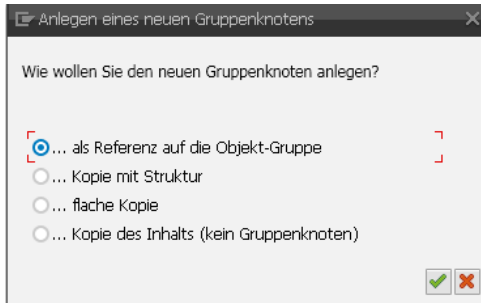 Anlegen eines neuen Gruppenknotens
Wie wollen Sie den neuen Gruppenknoten anlegen?
... als Referenz auf die Objekt-Gruppe
... Kopie mit Struktur
... flache Kopie
... Kopie des Inhalts (kein Gruppenknoten)